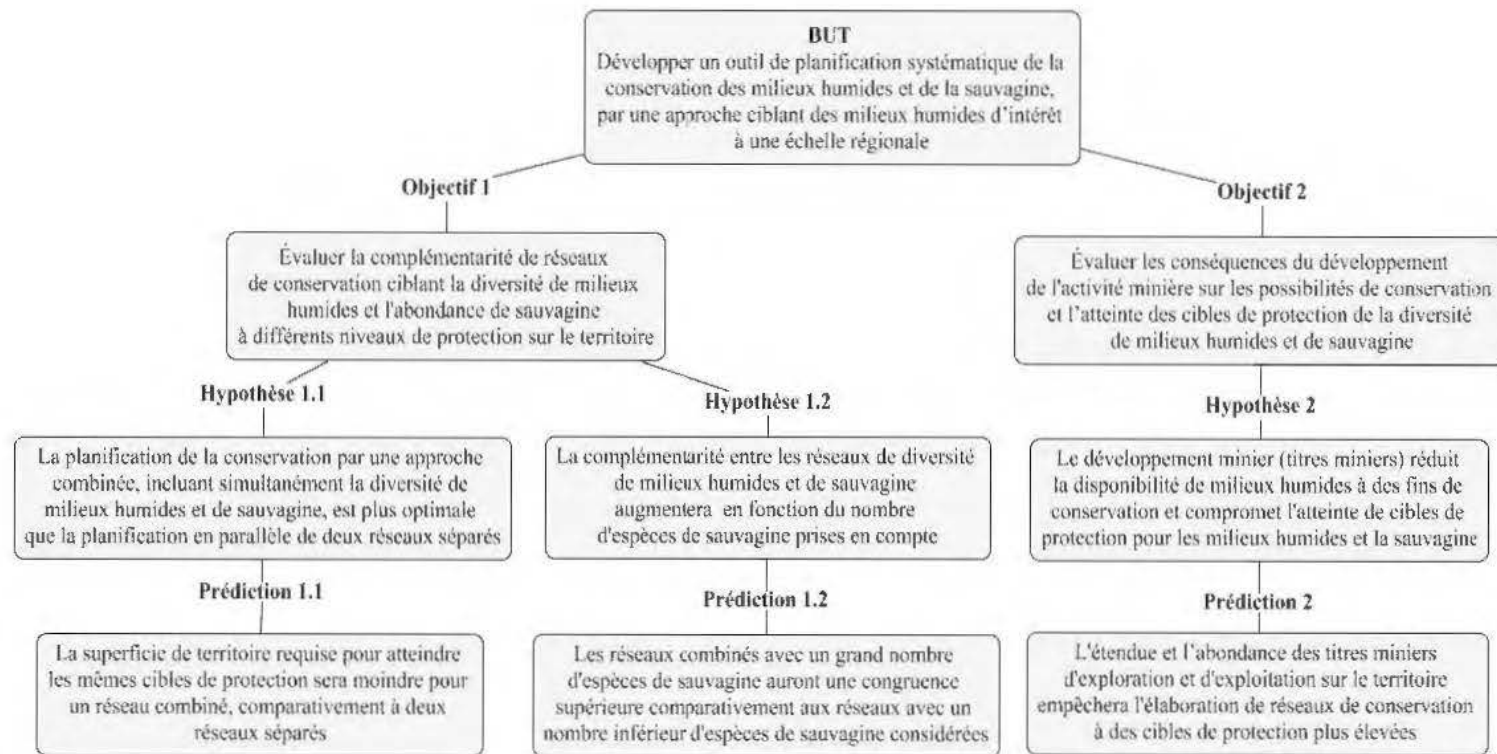 BUT
Développer un outil de planification systématique de la
conservation des milieux humides et de la sauvagine,
par une approche ciblant des milieux humides d'intérêt
à une échelle régionale
Objectif 1
Évaluer la complémentarité de réseaux
de conservation ciblant la diversité de milieux
humides et l'abondance de sauvagine
à différents niveaux de protection sur le territoire
Hypothèse 1.1
La planification de la conservation par une approche
combinée, incluant simultanément la diversité de
milieux humides et de sauvagine, est plus optimale
que la planification en parallèle de deux réseaux séparés
Prédiction 1.1
La superficie de territoire requise pour atteindre
les mêmes cibles de protection sera moindre pour
un réseau combiné, comparativement à deux
réseaux séparés
Hypothèse 1.2
La complémentarité entre les réseaux de diversité
de milieux humides et de sauvagine
augmentera en fonction du nombre
d'espèces de sauvagine prises en compte
Prédiction 1.2
Les réseaux combinés avec un grand nombre
d'espèces de sauvagine auront une congruence
supérieure comparativement aux réseaux avec un
nombre inférieur d'espèces de sauvagine considérées
Objectif 2
Évaluer les conséquences du développement
de l'activité minière sur les possibilités de conservation
et l'atteinte des cibles de protection de la diversité
de milieux humides et de sauvagine
Hypothèse 2
Le développement minier (titres miniers) réduit
la disponibilité de milieux humides à des fins de
conservation et compromet l'atteinte de cibles de
protection pour les milieux humides et la sauvagine
Prédiction 2
L'étendue et l'abondance des titres miniers
d'exploration et d'exploitation sur le territoire
empêchera l'élaboration de réseaux de conservation
à des cibles de protection plus élevées